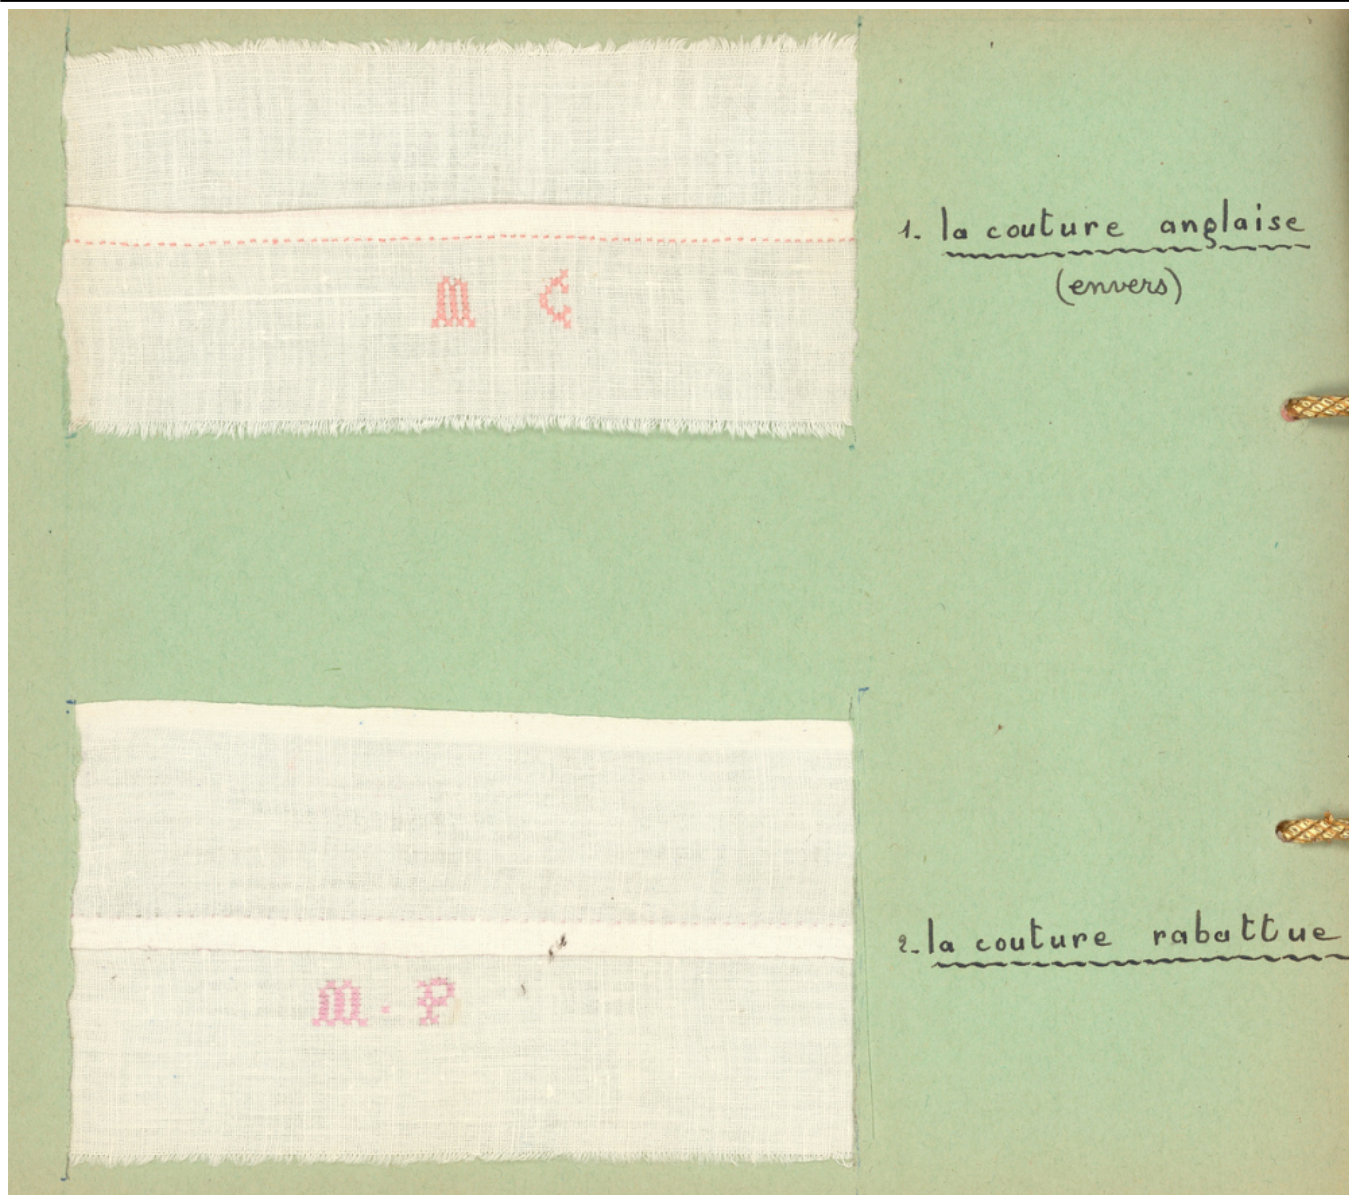 M C
1. la couture anglaise
(envers)
M. P
2. la couture rabattue